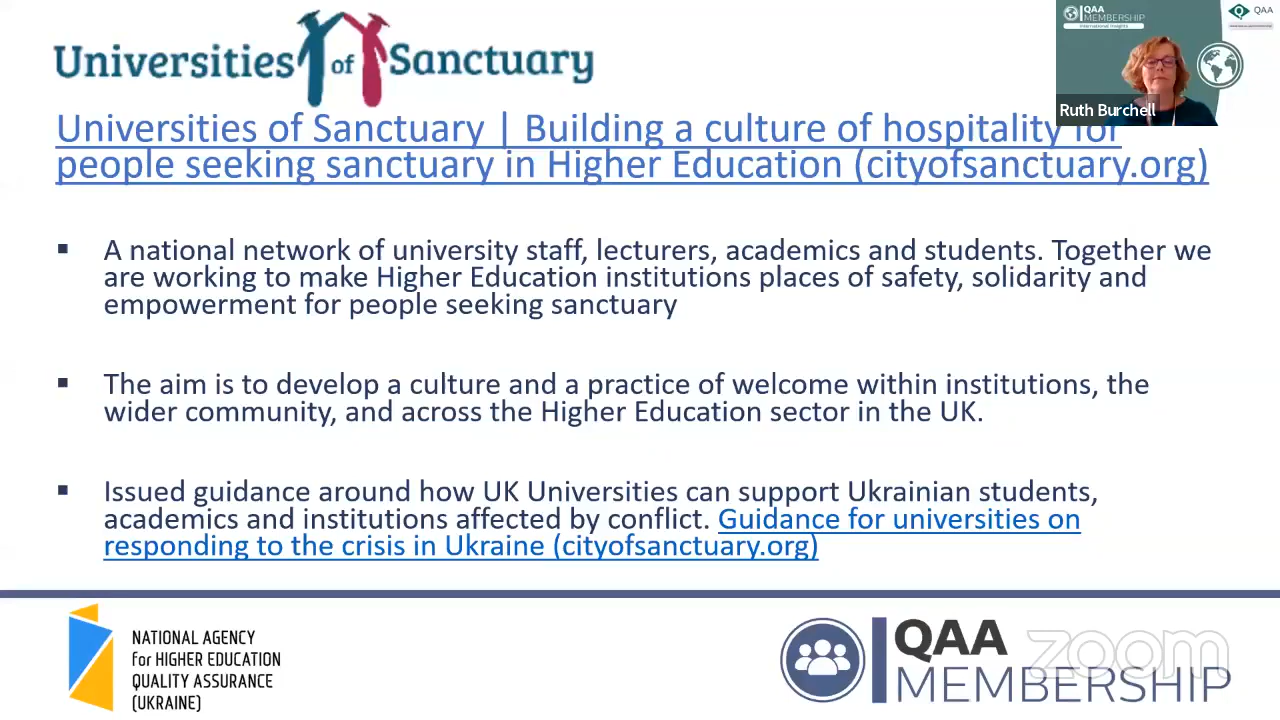 Universities of Sanctuary
QAA MEMBERSHIP
International Insights
QAA
Ruth Burchell
Universities of Sanctuary | Building a culture of hospitality for
people seeking sanctuary in Higher Education (cityofsanctuary.org)
▪ A national network of university staff, lecturers, academics and students. Together we
are working to make Higher Education institutions places of safety, solidarity and
empowerment for people seeking sanctuary
▪ The aim is to develop a culture and a practice of welcome within institutions, the
wider community, and across the Higher Education sector in the UK.
▪ Issued guidance around how UK Universities can support Ukrainian students,
academics and institutions affected by conflict. Guidance for universities on
responding to the crisis in Ukraine (cityofsanctuary.org)
NATIONAL AGENCY
for HIGHER EDUCATION
QUALITY ASSURANCE
(UKRAINE)
QAA
MEMBERSHIP
zoom